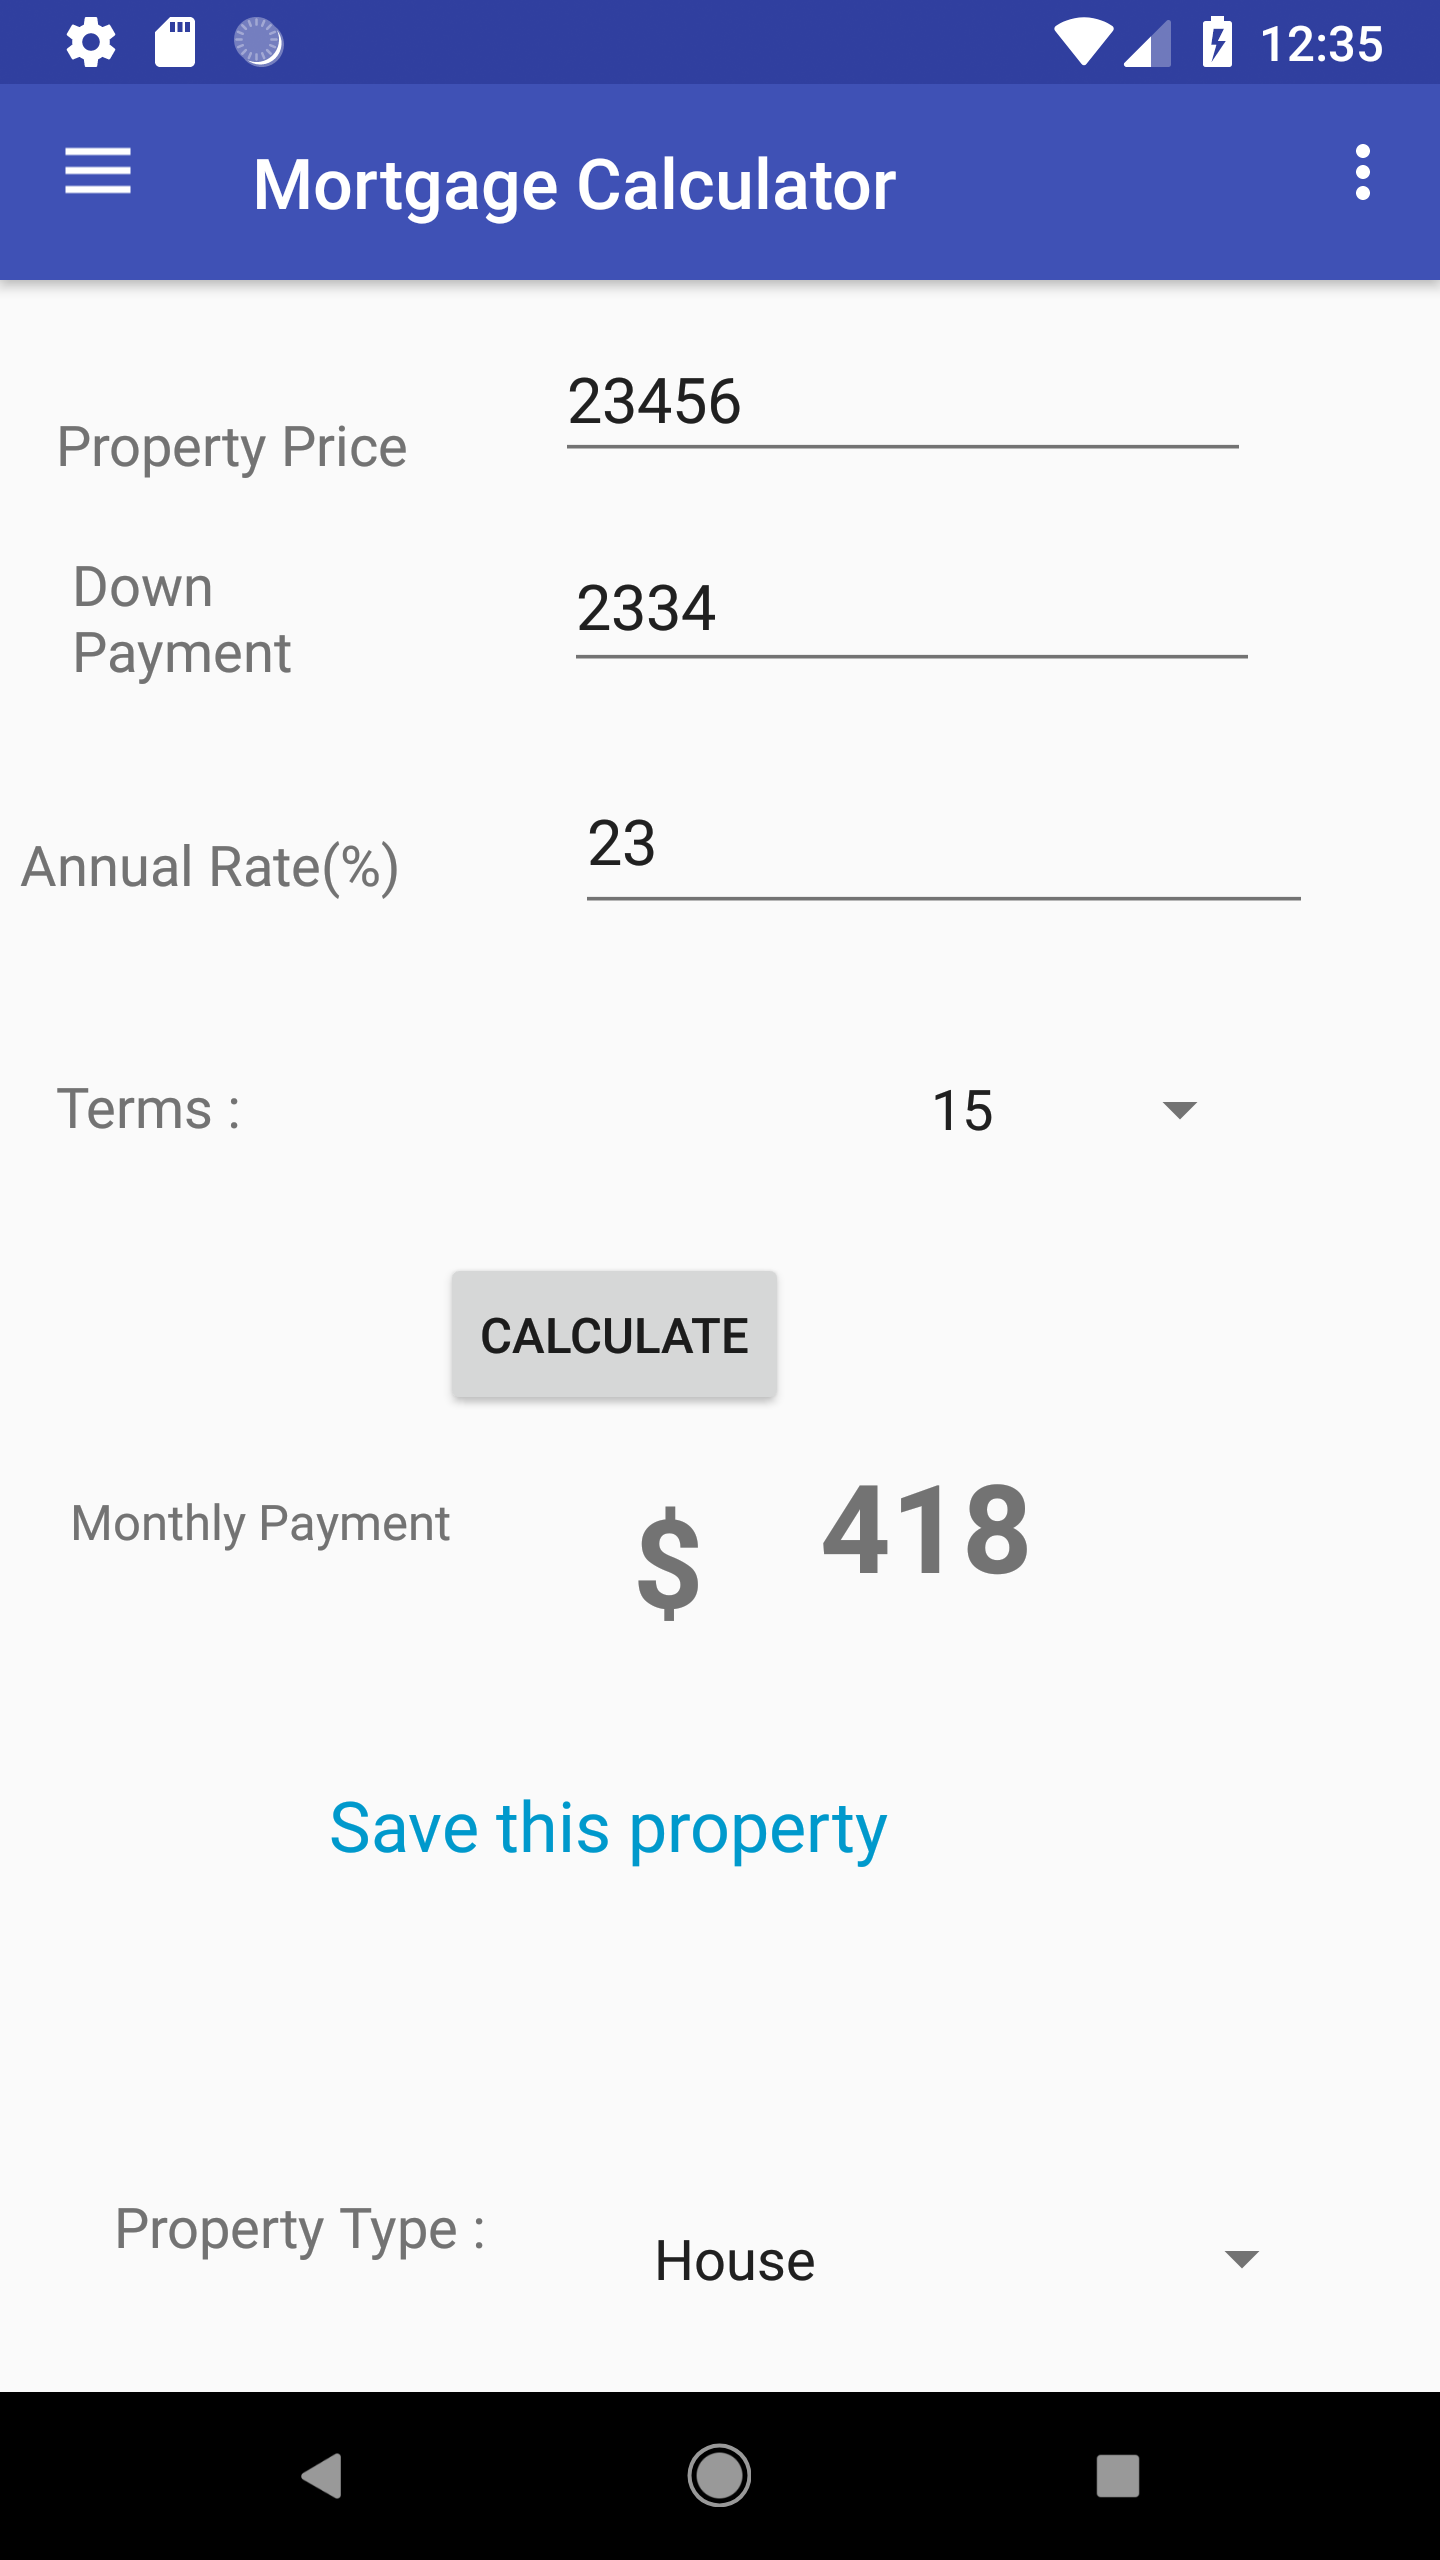 12:35
Mortgage Calculator
Property Price
23456
Down
Payment
2334
Annual Rate(%)
23
Terms :
15
CALCULATE
Monthly Payment
$
418
Save this property
Property Type :
House